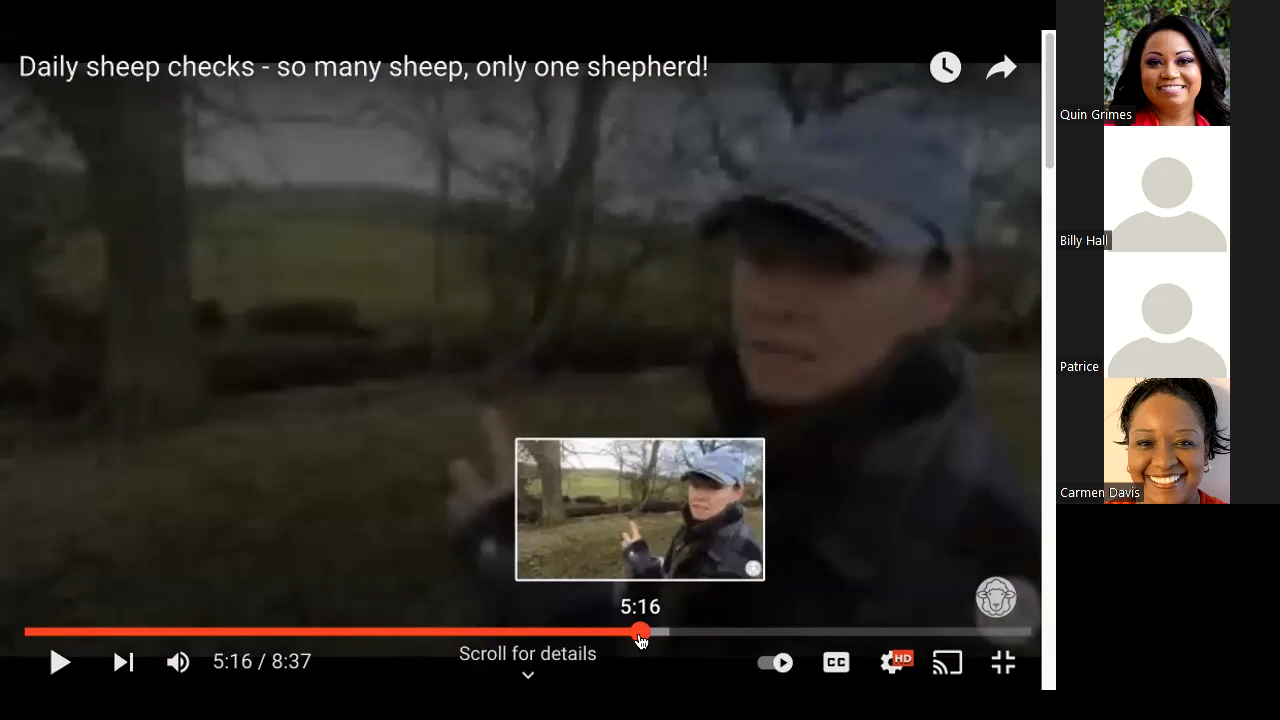 Daily sheep checks - so many sheep, only one shepherd!
Quin Grimes
Billy Hall
Patrice
Carmen Davis
5:16
5:16 / 8:37
Scroll for details
CC
HD